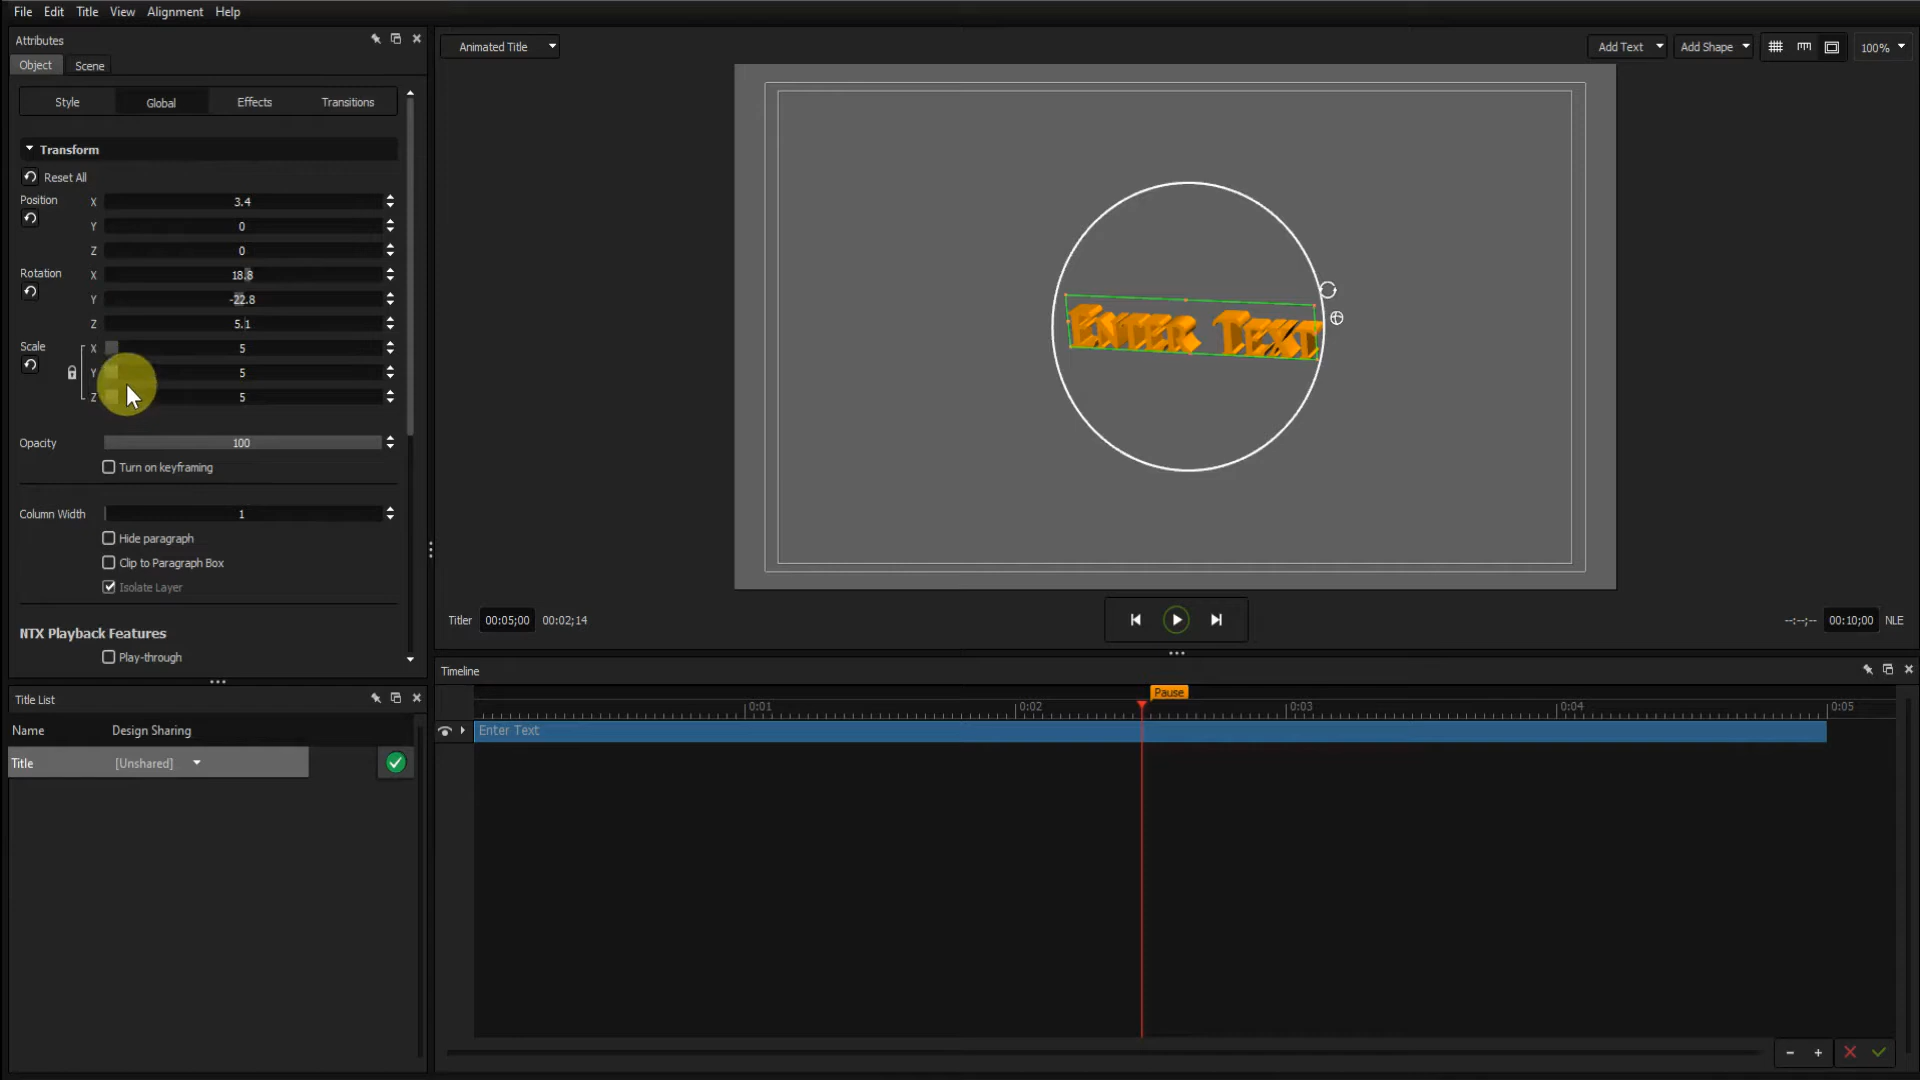 File Edit Title View Alignment Help
Attributes
Object Scene
Style Global Effects Transitions
Transform
Reset All
Position X 3.4
Y 0
Z 0
Rotation X 18.8
Y -22.8
Z 5.1
Scale X 5
Y 5
Z 5
Opacity 100
Turn on keyframing
Column Width 1
Hide paragraph
Clip to Paragraph Box
Isolate Layer
NTX Playback Features
Play-through
Title List
Name Design Sharing
Title [Unshared]
Animated Title
Add Text Add Shape 100%
Enter Text
Titler 00:05;00 00:02;14
--:--;-- 00:10;00 NLE
Timeline
Pause
0:01 0:02 0:03 0:04 0:05
Enter Text